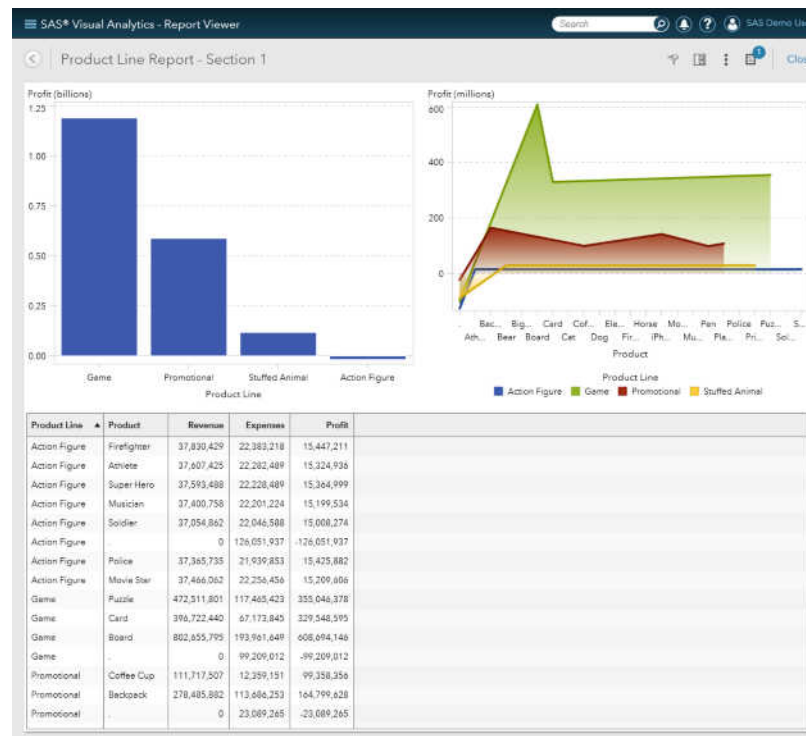 SAS® Visual Analytics - Report Viewer
Search
?
SAS Demo Us
Product Line Report - Section 1
1
Clos
Profit (billions)
1.25
1.00
0.75
0.50
0.25
0.00
Game Promotional Stuffed Animal Action Figure
Product Line
Profit (millions)
600
400
200
0
. Bac... Big... Card Cof... Ele... Horse Mo... Pen Police Puz... S...
Ath... Bear Board Cat Dog Fir... iPh... Mu... Pla... Pri... Sol...
Product
Product Line
Action Figure Game Promotional Stuffed Animal
Product Line Product Revenue Expenses Profit
Action Figure Firefighter 37,830,429 22,383,218 15,447,211
Action Figure Athlete 37,607,425 22,282,489 15,324,936
Action Figure Super Hero 37,593,488 22,228,489 15,364,999
Action Figure Musician 37,400,758 22,201,224 15,199,534
Action Figure Soldier 37,054,862 22,046,588 15,008,274
Action Figure . 0 126,051,937 -126,051,937
Action Figure Police 37,365,735 21,939,853 15,425,882
Action Figure Movie Star 37,466,062 22,256,456 15,209,606
Game Puzzle 472,511,801 117,465,423 355,046,378
Game Card 396,722,440 67,173,845 329,548,595
Game Board 802,655,795 193,961,649 608,694,146
Game . 0 99,209,012 -99,209,012
Promotional Coffee Cup 111,717,507 12,359,151 99,358,356
Promotional Backpack 278,485,882 113,686,253 164,799,628
Promotional . 0 23,089,265 -23,089,265